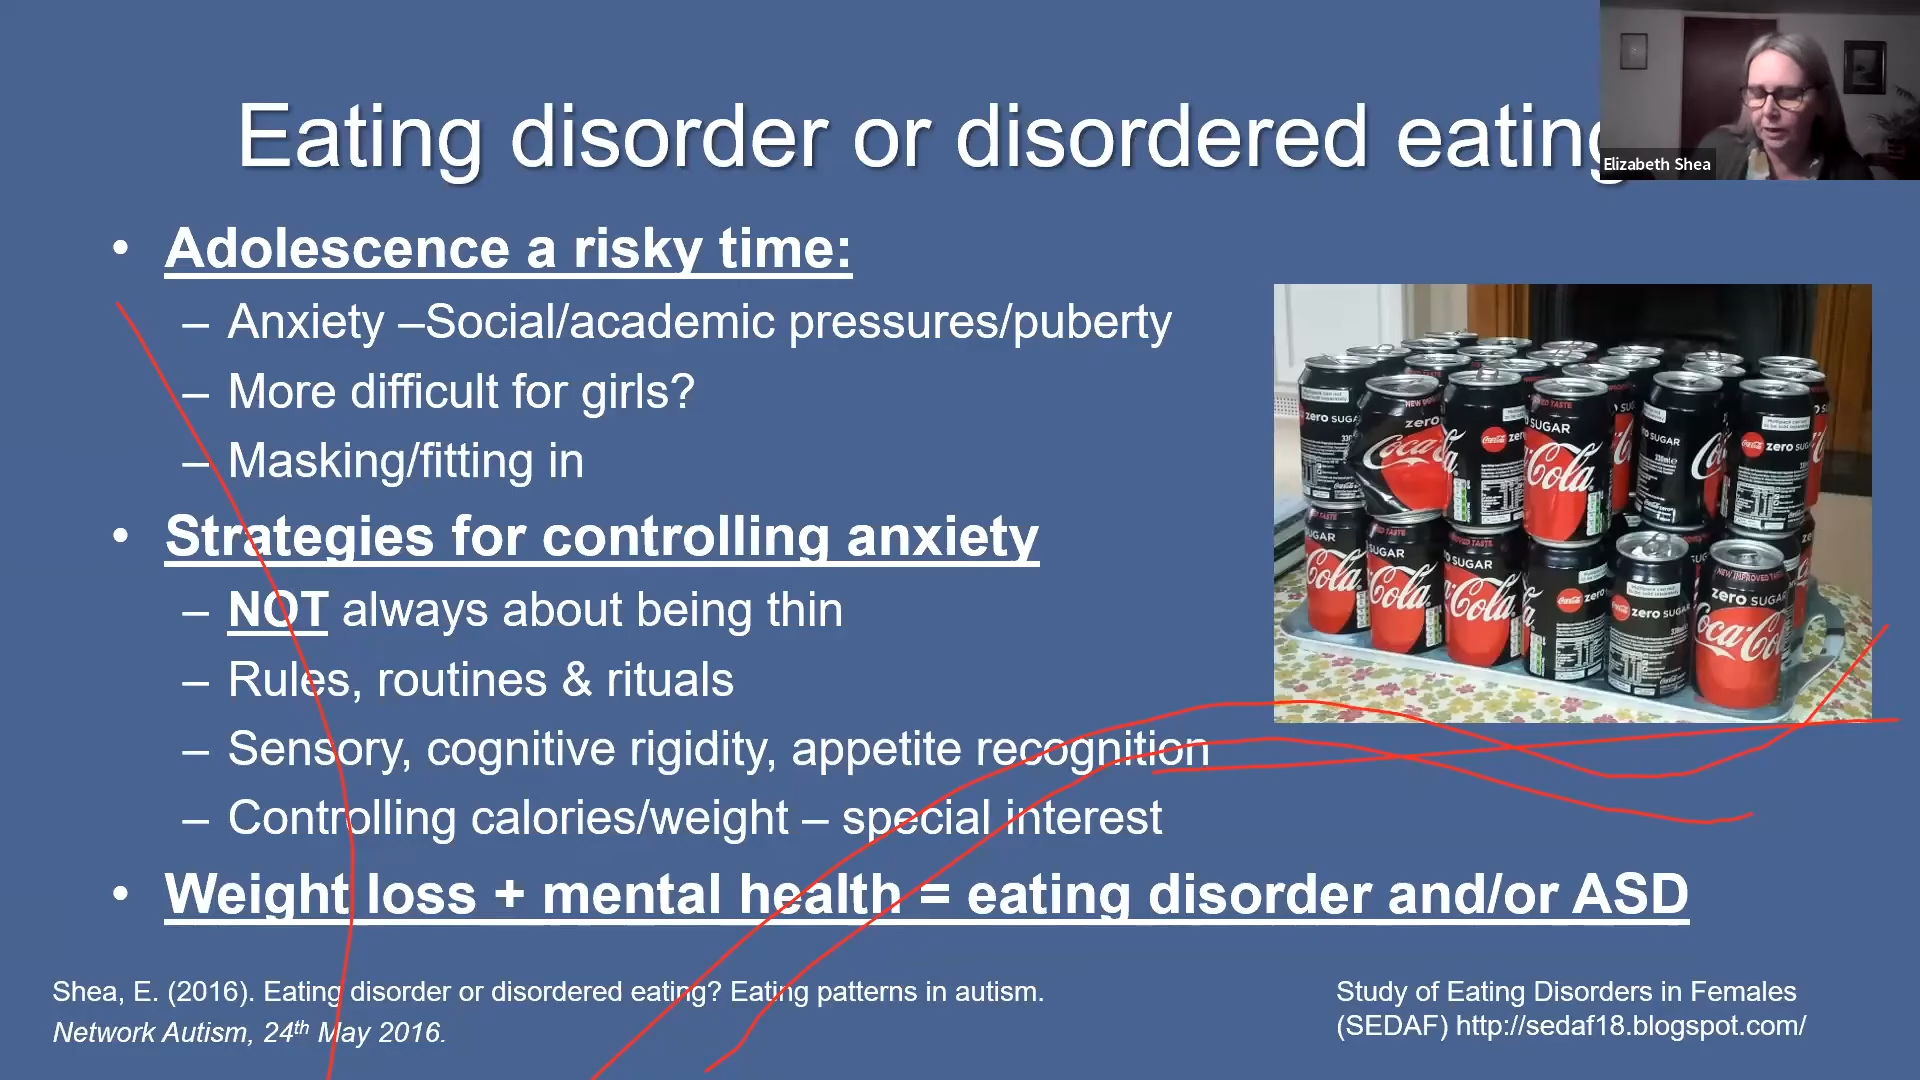 Eating disorder or disordered eating
Elizabeth Shea
• Adolescence a risky time:
– Anxiety –Social/academic pressures/puberty
– More difficult for girls?
– Masking/fitting in
• Strategies for controlling anxiety
– NOT always about being thin
– Rules, routines & rituals
– Sensory, cognitive rigidity, appetite recognition
– Controlling calories/weight – special interest
• Weight loss + mental health = eating disorder and/or ASD
zero SUGAR
Coca-Cola
NEW IMPROVED TASTE
Shea, E. (2016). Eating disorder or disordered eating? Eating patterns in autism.
Network Autism, 24th May 2016.
Study of Eating Disorders in Females
(SEDAF) http://sedaf18.blogspot.com/